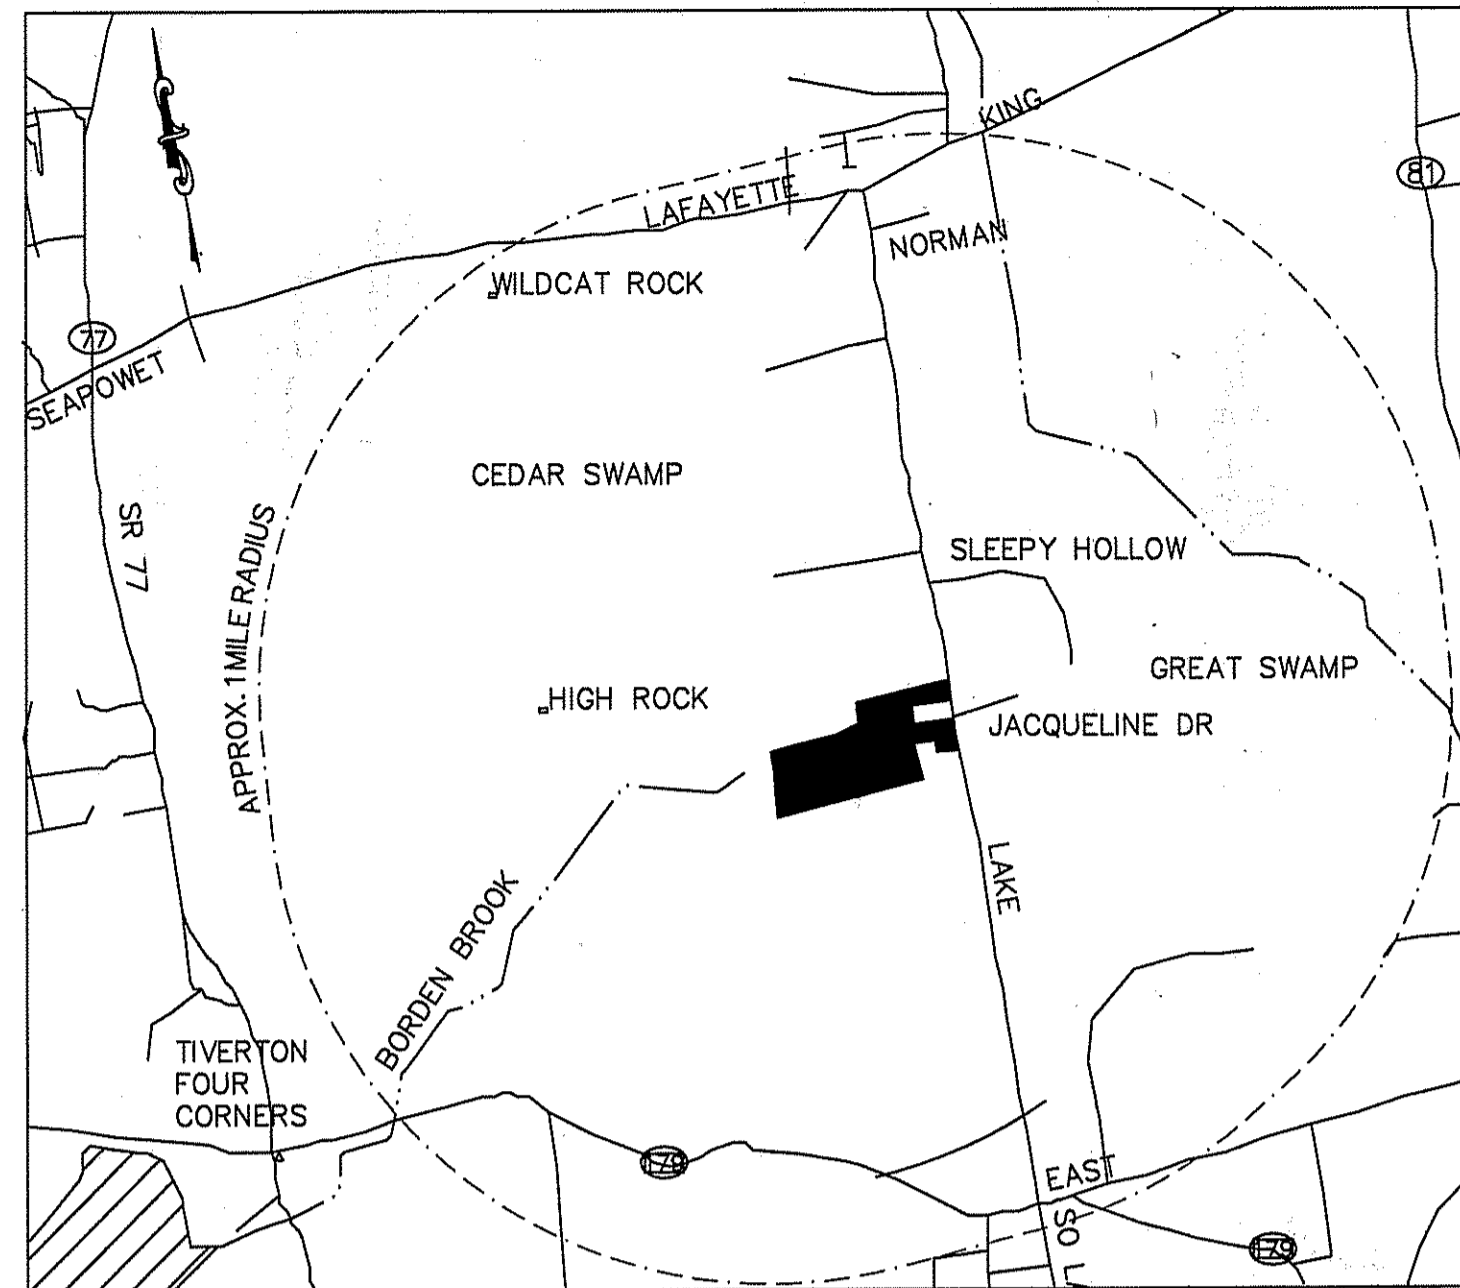 KING
81
LAFAYETTE
NORMAN
WILDCAT ROCK
77
SEAPOWET
CEDAR SWAMP
SR 77
SLEEPY HOLLOW
APPROX. 1 MILE RADIUS
GREAT SWAMP
HIGH ROCK
JACQUELINE DR
LAKE
BORDEN BROOK
TIVERTON
FOUR
CORNERS
179
EAST
SO L
179